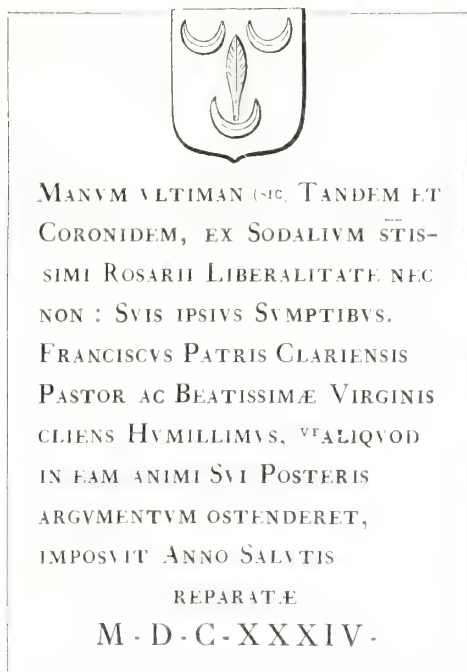 MANVM VLTIMAN (SIC, TANDEM ET
CORONIDEM, EX SODALIVM STIS-
SIMI ROSARII LIBERALITATE NEC
NON : SVIS IPSIVS SVMPTIBVS.
FRANCISCVS PATRIS CLARIENSIS
PASTOR AC BEATISSIMÆ VIRGINIS
CLIENS HVMILLIMVS, VT ALIQVOD
IN EAM ANIMI SVI POSTERIS
ARGVMENTVM OSTENDERET,
IMPOSVIT ANNO SALVTIS
REPARATÆ
M-D-C-XXXIV-